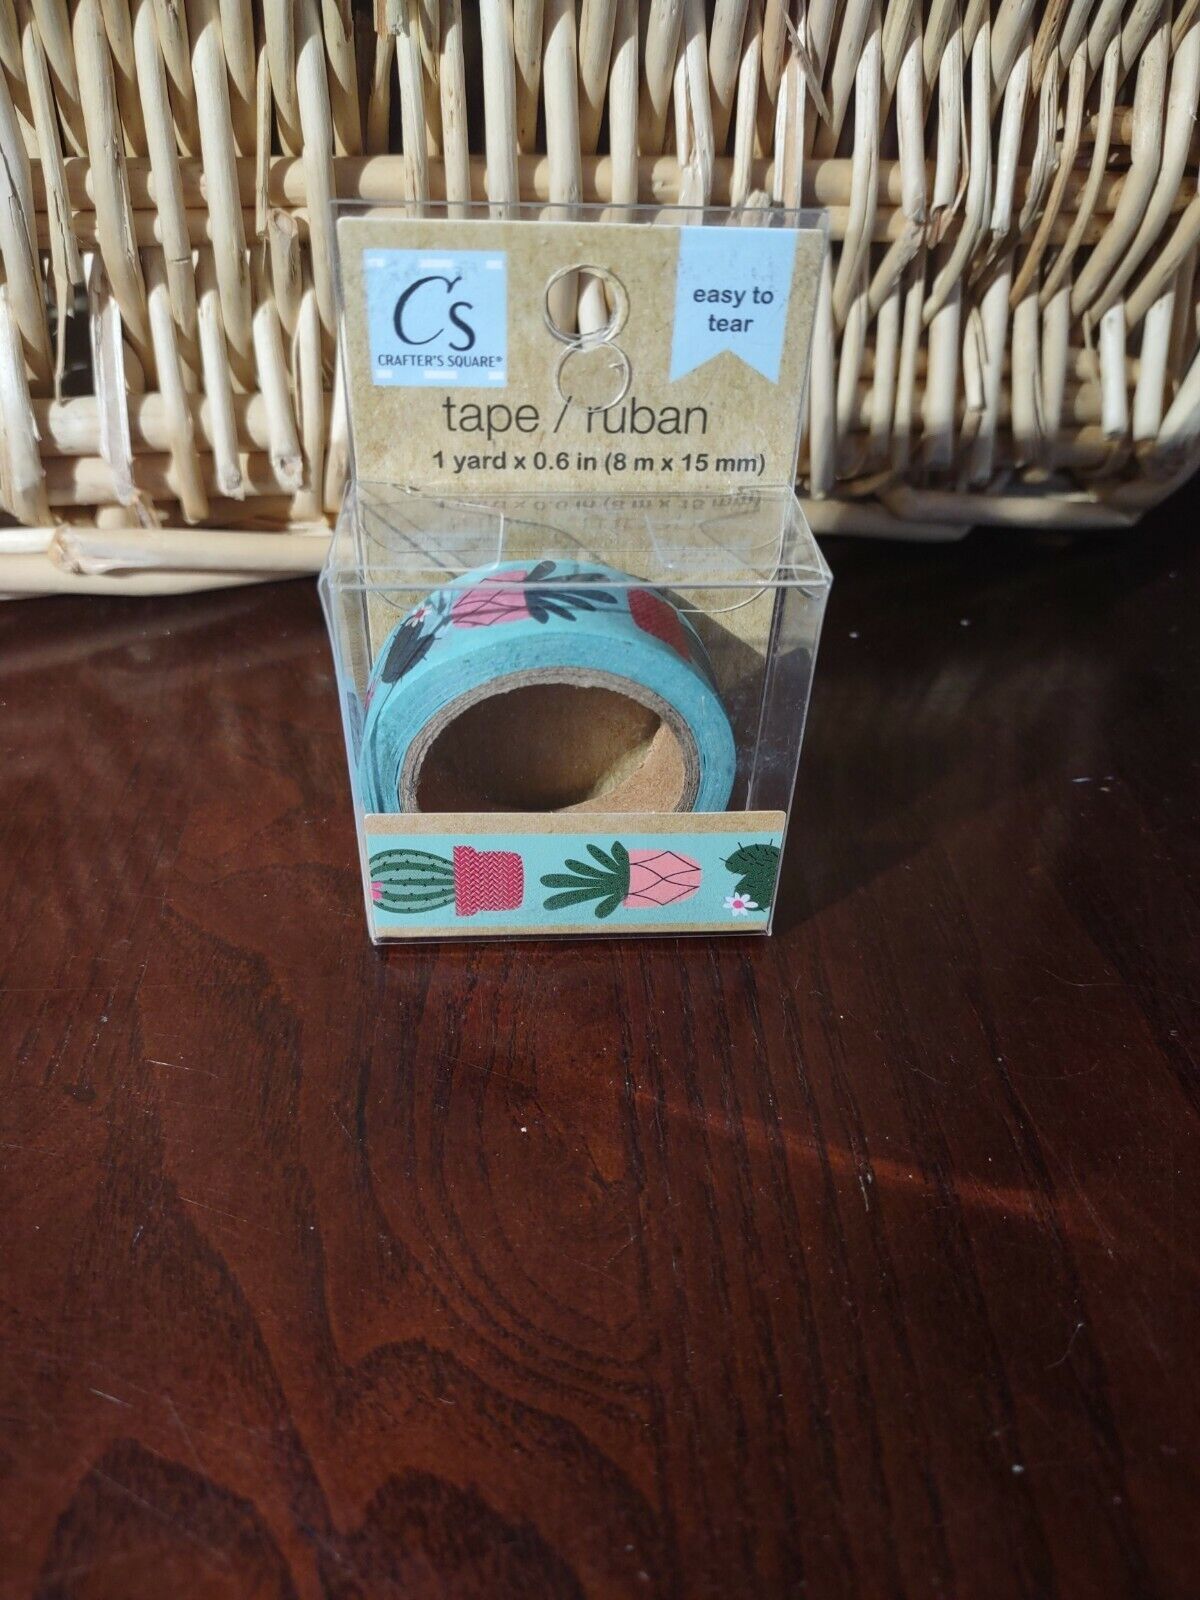 Cs
CRAFTER'S SQUARE®
easy to
tear
tape / ruban
1 yard x 0.6 in (8 m x 15 mm)